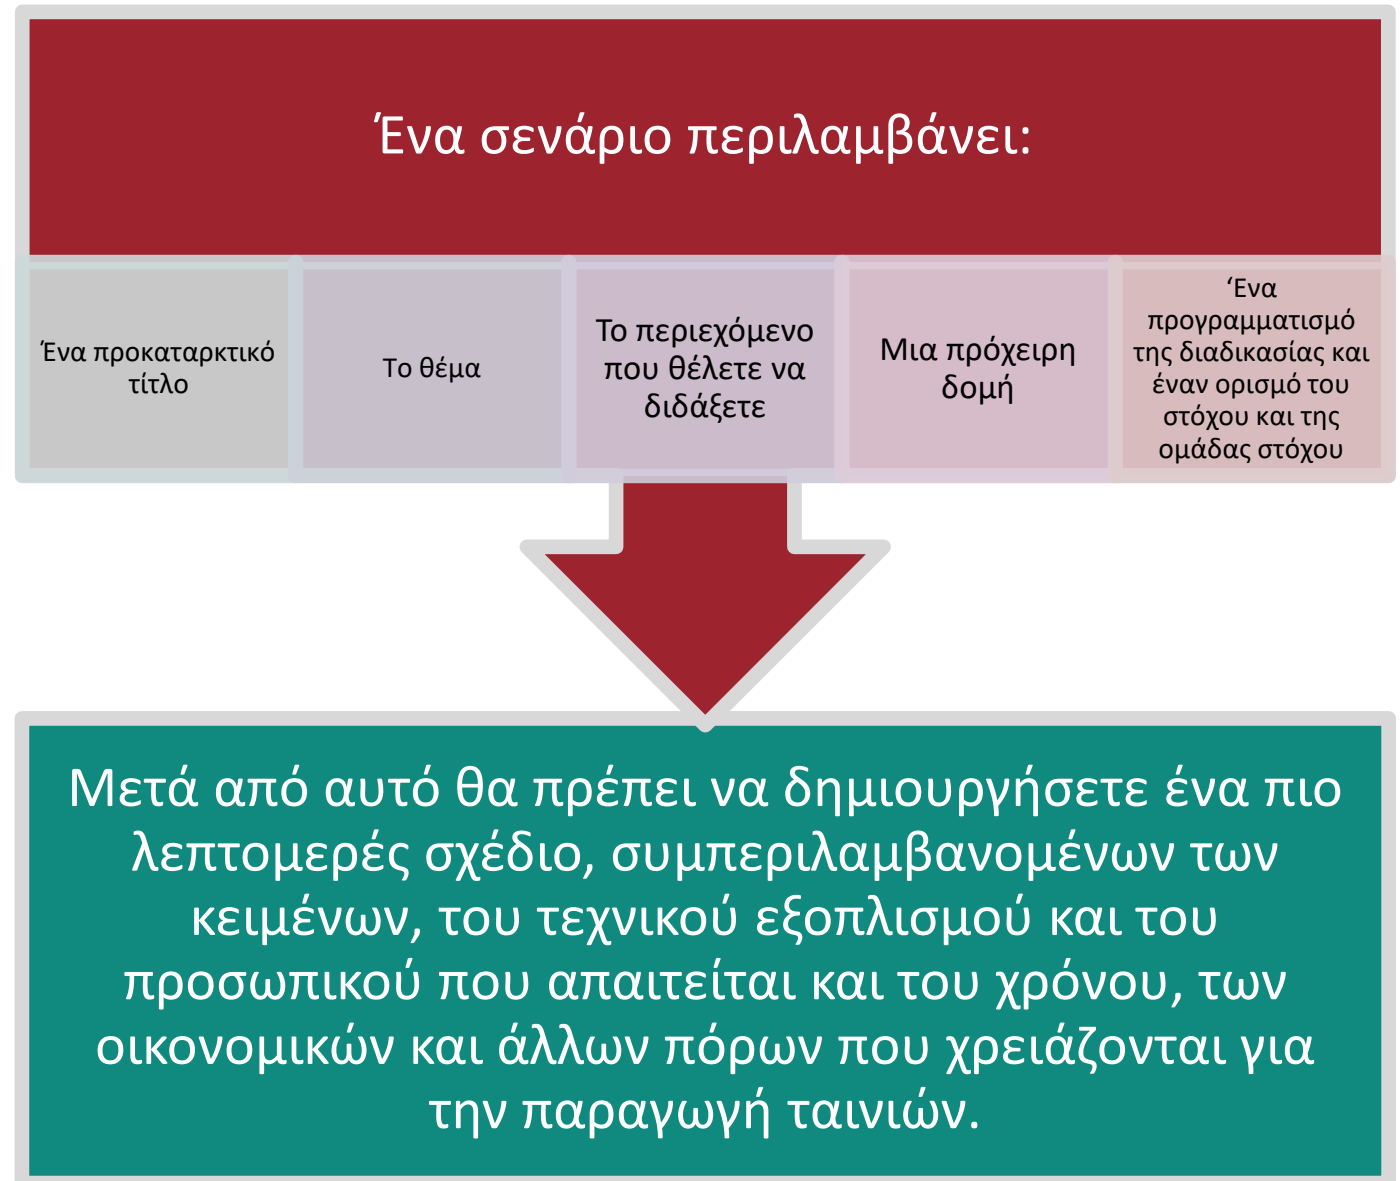 Ένα σενάριο περιλαμβάνει:
Ένα προκαταρκτικό
τίτλο
Το θέμα
Το περιεχόμενο
που θέλετε να
διδάξετε
Μια πρόχειρη
δομή
‘Ενα
προγραμματισμό
της διαδικασίας και
έναν ορισμό του
στόχου και της
ομάδας στόχου
Μετά από αυτό θα πρέπει να δημιουργήσετε ένα πιο
λεπτομερές σχέδιο, συμπεριλαμβανομένων των
κειμένων, του τεχνικού εξοπλισμού και του
προσωπικού που απαιτείται και του χρόνου, των
οικονομικών και άλλων πόρων που χρειάζονται για
την παραγωγή ταινιών.